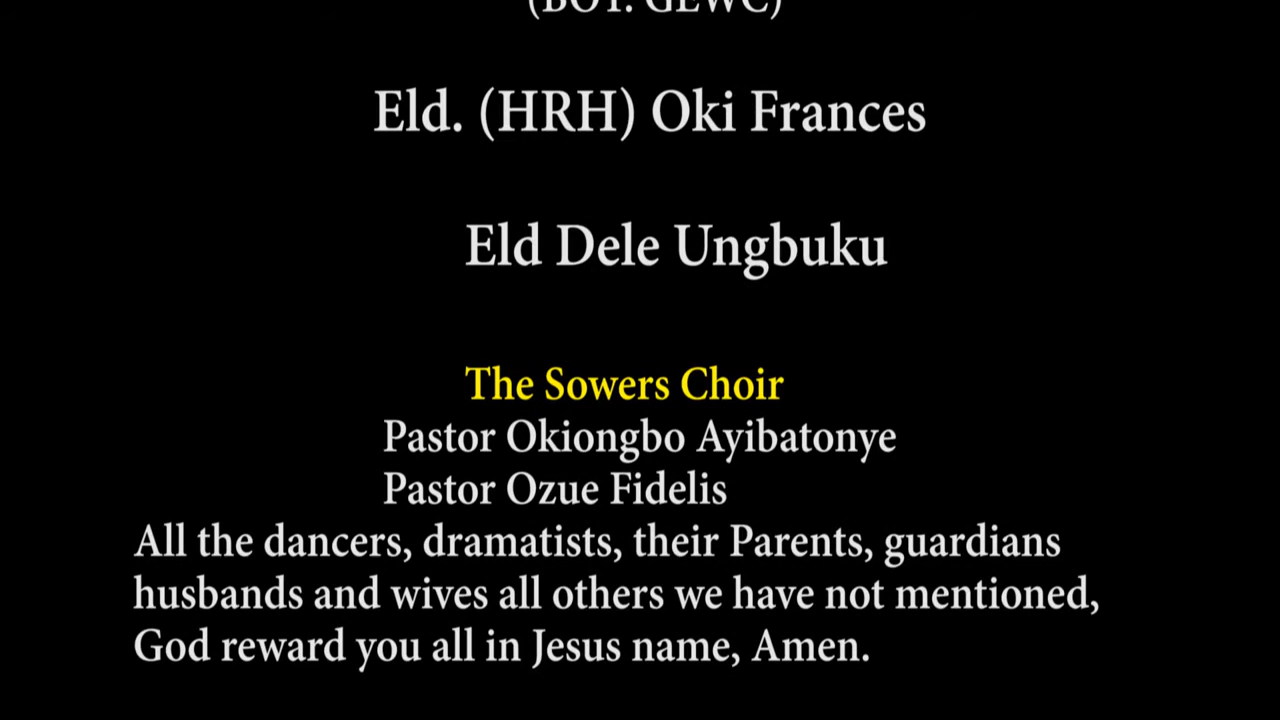 (BOT. GEWC)
Eld. (HRH) Oki Frances
Eld Dele Ungbuku
The Sowers Choir
Pastor Okiongbo Ayibatonye
Pastor Ozue Fidelis
All the dancers, dramatists, their Parents, guardians
husbands and wives all others we have not mentioned,
God reward you all in Jesus name, Amen.